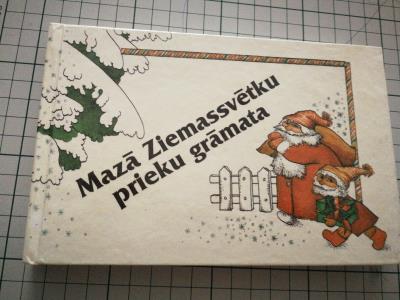 Mazā Ziemassvētku
prieku grāmata